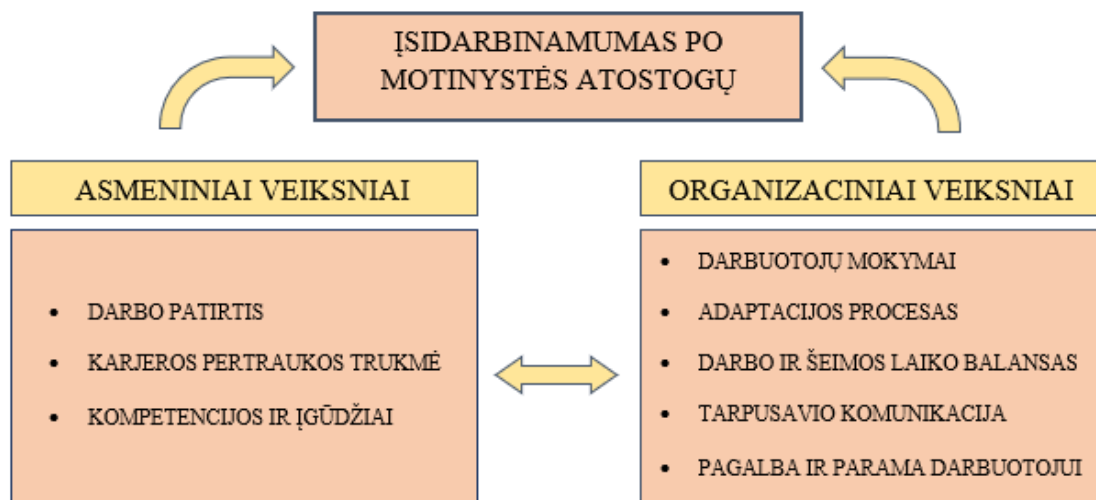 ĮSIDARBINAMUMAS PO
MOTINYSTĖS ATOSTOGŲ
ASMENINIAI VEIKSNIAI
• DARBO PATIRTIS
• KARJEROS PERTRAUKOS TRUKMĖ
• KOMPETENCIJOS IR ĮGŪDŽIAI
ORGANIZACINIAI VEIKSNIAI
• DARBUOTOJŲ MOKYMAI
• ADAPTACIJOS PROCESAS
• DARBO IR ŠEIMOS LAIKO BALANSAS
• TARPUSAVIO KOMUNIKACIJA
• PAGALBA IR PARAMA DARBUOTOJUI